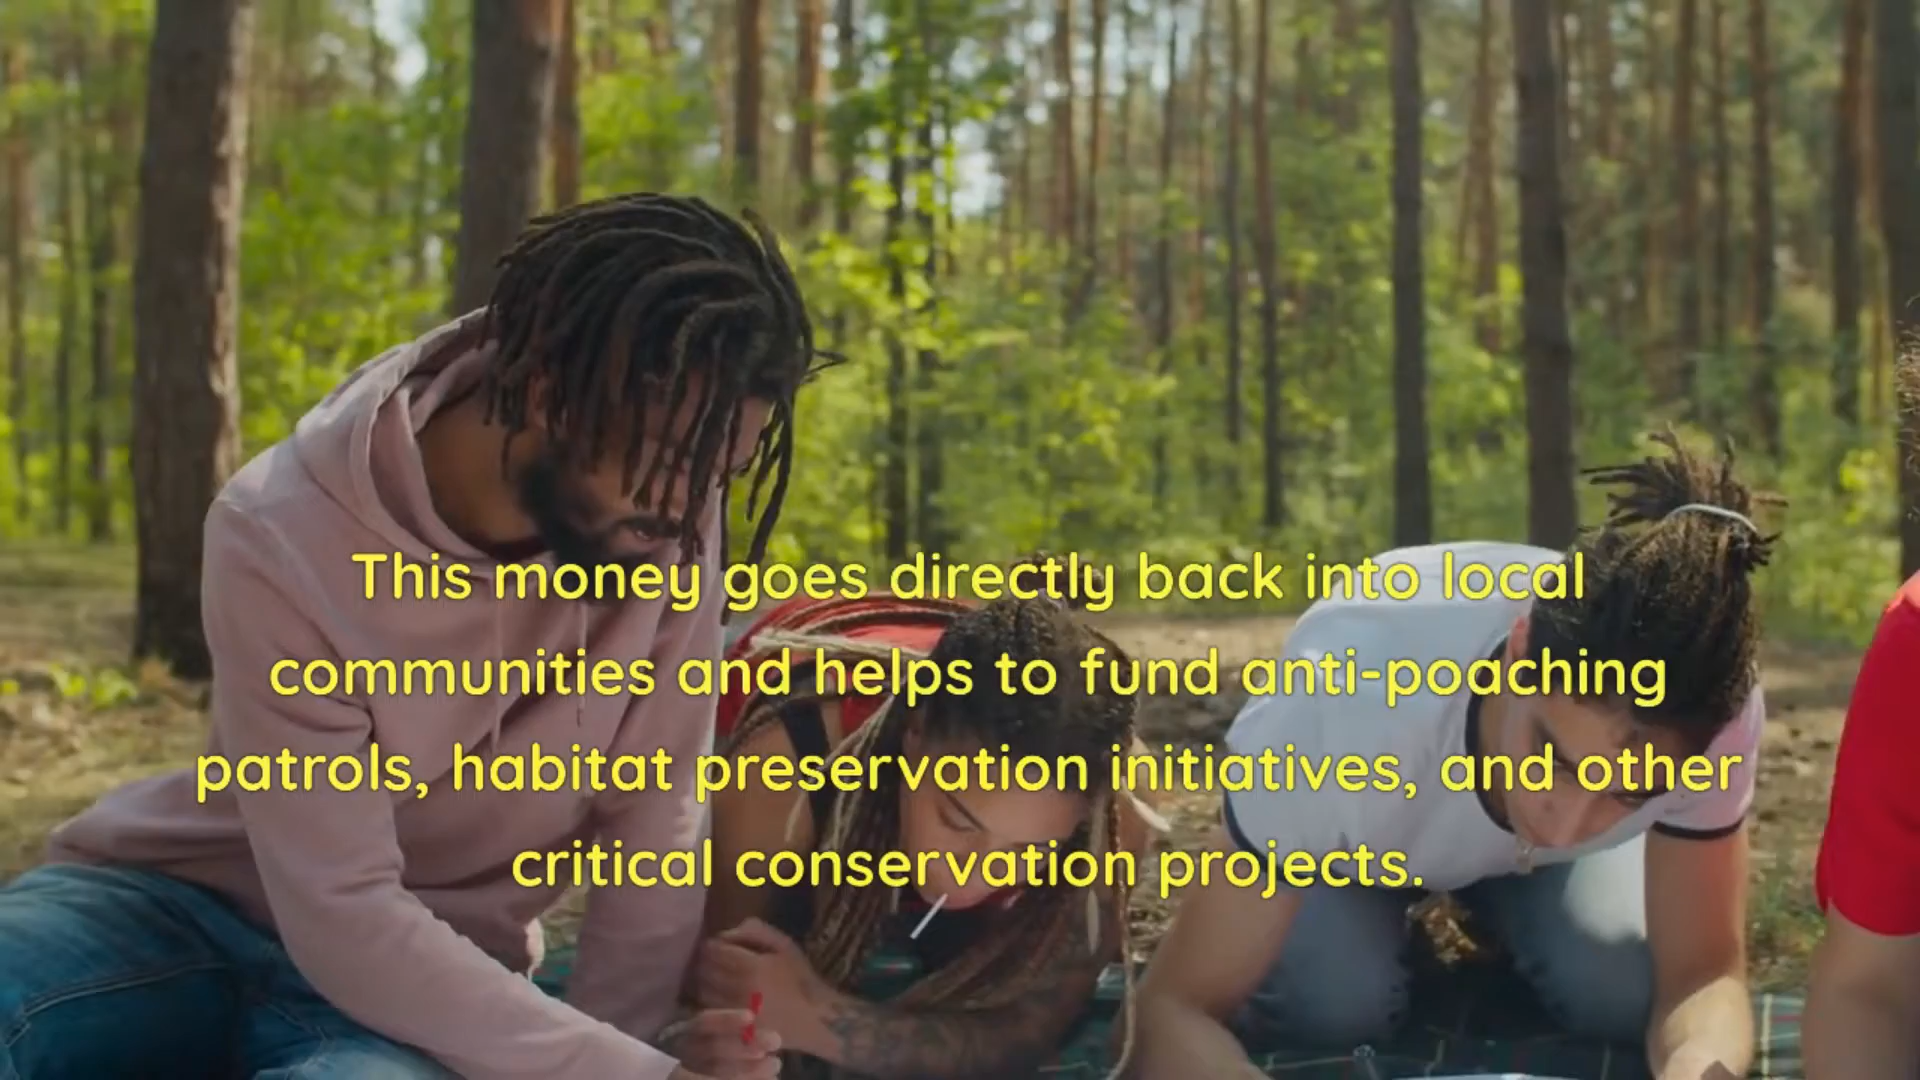 This money goes directly back into local
communities and helps to fund anti-poaching
patrols, habitat preservation initiatives, and other
critical conservation projects.